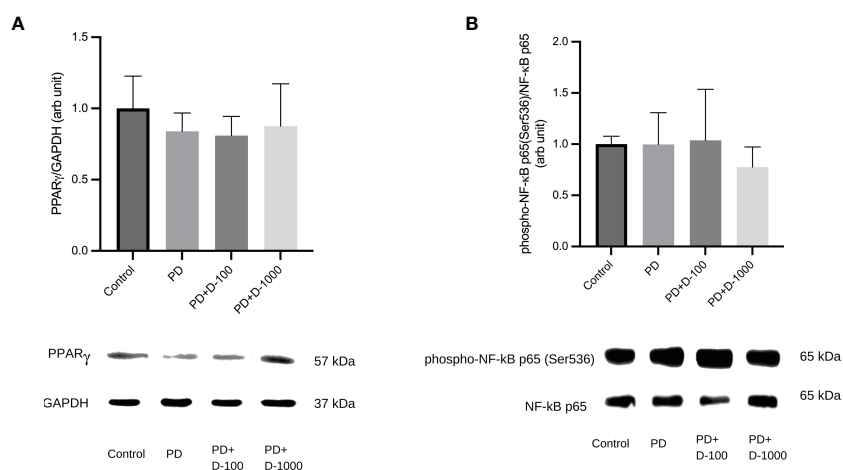 A
PPARγ/GAPDH (arb unit)
1.5
1.0
0.5
0.0
Control
PD
PD+D-100
PD+D-1000
PPARγ
57 kDa
GAPDH
37 kDa
Control
PD
PD+
D-100
PD+
D-1000
B
phospho-NF-κB p65(Ser536)/NF-κB p65
(arb unit)
2.0
1.5
1.0
0.5
0.0
Control
PD
PD+D-100
PD+D-1000
phospho-NF-kB p65 (Ser536)
65 kDa
NF-kB p65
65 kDa
Control
PD
PD+
D-100
PD+
D-1000